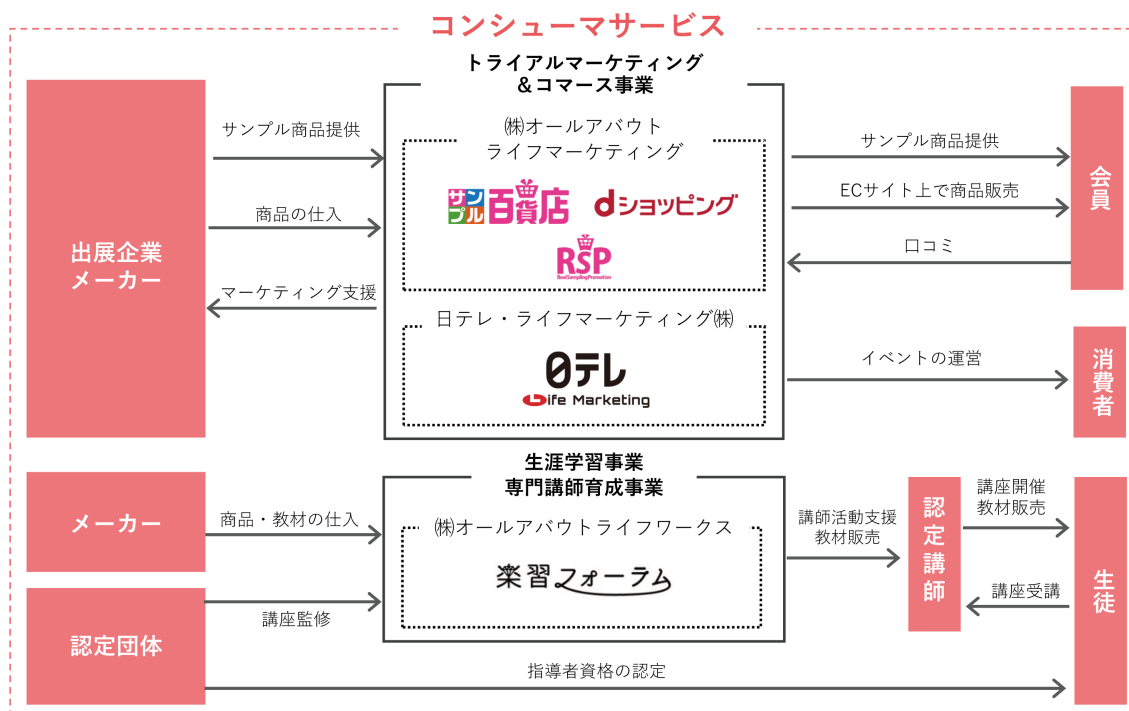 コンシューマサービス
トライアルマーケティング
＆コマース事業
出展企業
メーカー
サンプル商品提供
商品の仕入
マーケティング支援
㈱オールアバウト
ライフマーケティング
サンプル
百貨店
dショッピング
RSP
RealSamplingPromotion
日テレ・ライフマーケティング㈱
日テレ
Life Marketing
サンプル商品提供
ECサイト上で商品販売
口コミ
会員
イベントの運営
消費者
生涯学習事業
専門講師育成事業
メーカー
商品・教材の仕入
認定団体
講座監修
㈱オールアバウトライフワークス
楽習フォーラム
講師活動支援
教材販売
認定講師
講座開催
教材販売
講座受講
生徒
指導者資格の認定